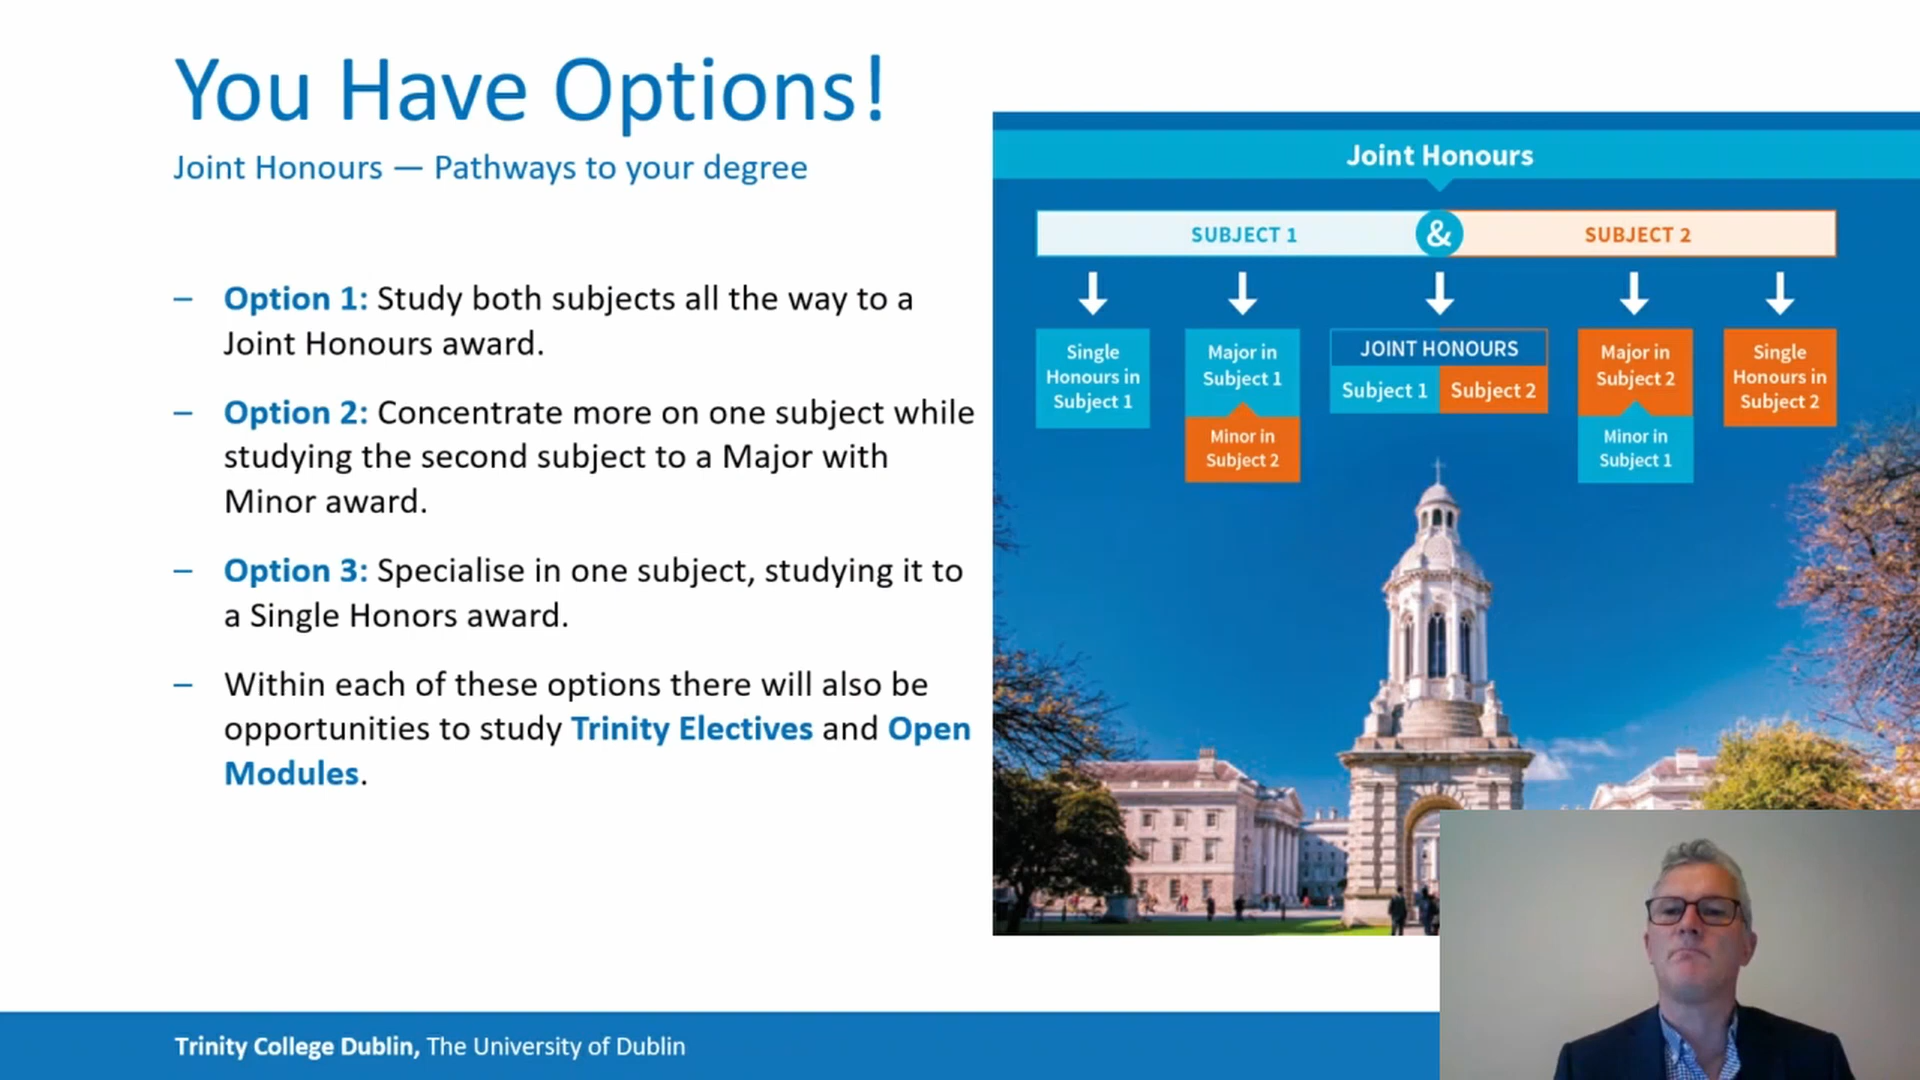 You Have Options!
Joint Honours — Pathways to your degree
– Option 1: Study both subjects all the way to a
Joint Honours award.
– Option 2: Concentrate more on one subject while
studying the second subject to a Major with
Minor award.
– Option 3: Specialise in one subject, studying it to
a Single Honors award.
– Within each of these options there will also be
opportunities to study Trinity Electives and Open
Modules.
Joint Honours
SUBJECT 1 & SUBJECT 2
Single
Honours in
Subject 1
Major in
Subject 1
Minor in
Subject 2
JOINT HONOURS
Subject 1 Subject 2
Major in
Subject 2
Minor in
Subject 1
Single
Honours in
Subject 2
Trinity College Dublin, The University of Dublin